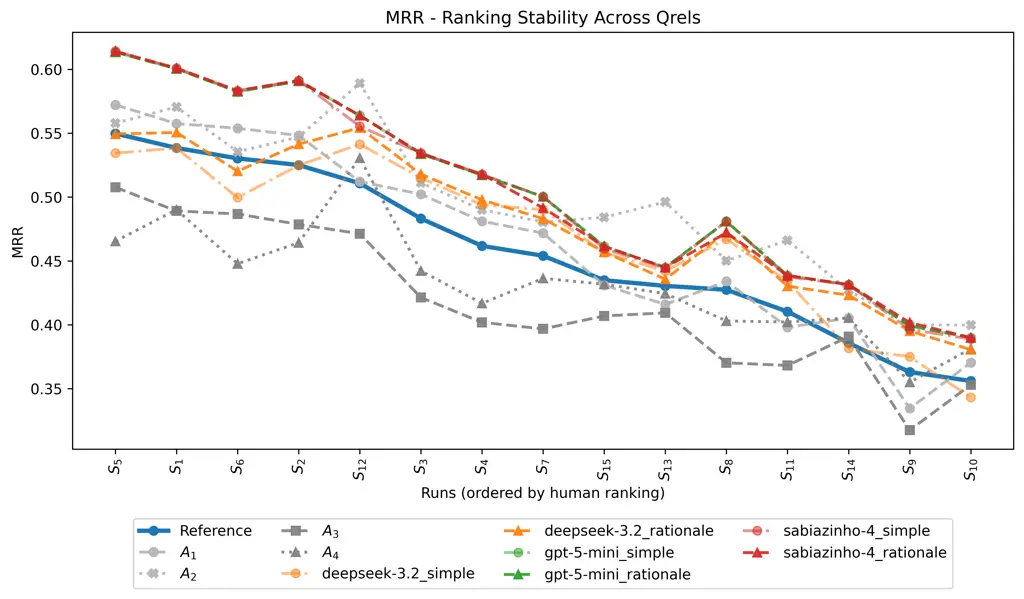 MRR - Ranking Stability Across Qrels
MRR
0.60
0.55
0.50
0.45
0.40
0.35
S5
S1
S6
S2
S12
S3
S4
S7
S15
S13
S8
S11
S14
S9
S10
Runs (ordered by human ranking)
Reference
A1
A2
A3
A4
deepseek-3.2_simple
deepseek-3.2_rationale
gpt-5-mini_simple
gpt-5-mini_rationale
sabiazinho-4_simple
sabiazinho-4_rationale